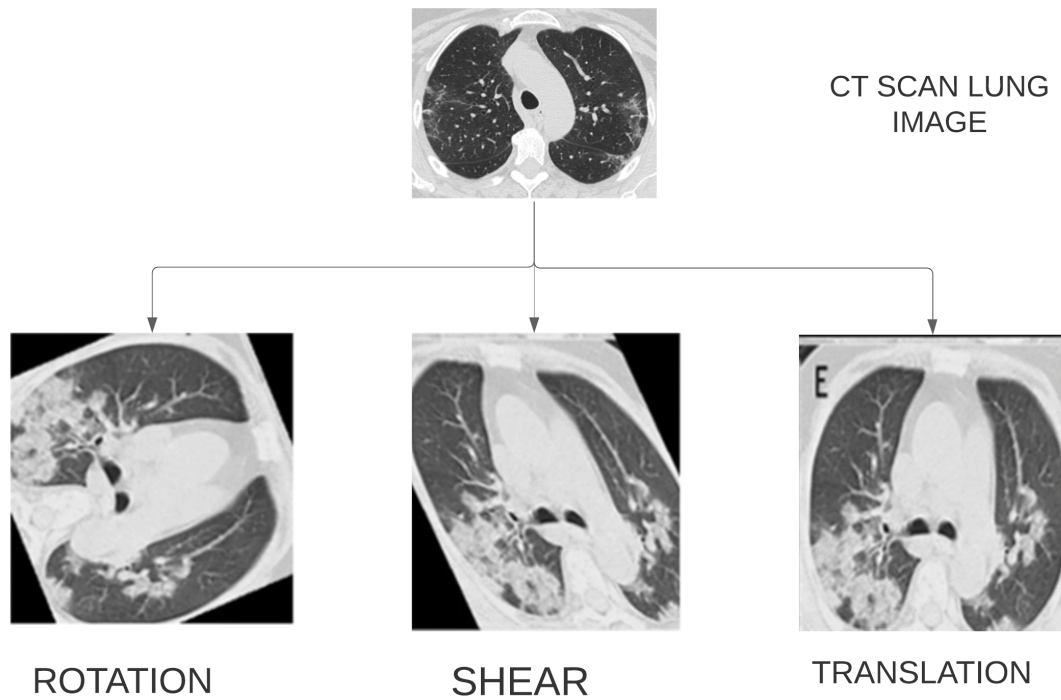 CT SCAN LUNG
IMAGE
E
ROTATION
SHEAR
TRANSLATION